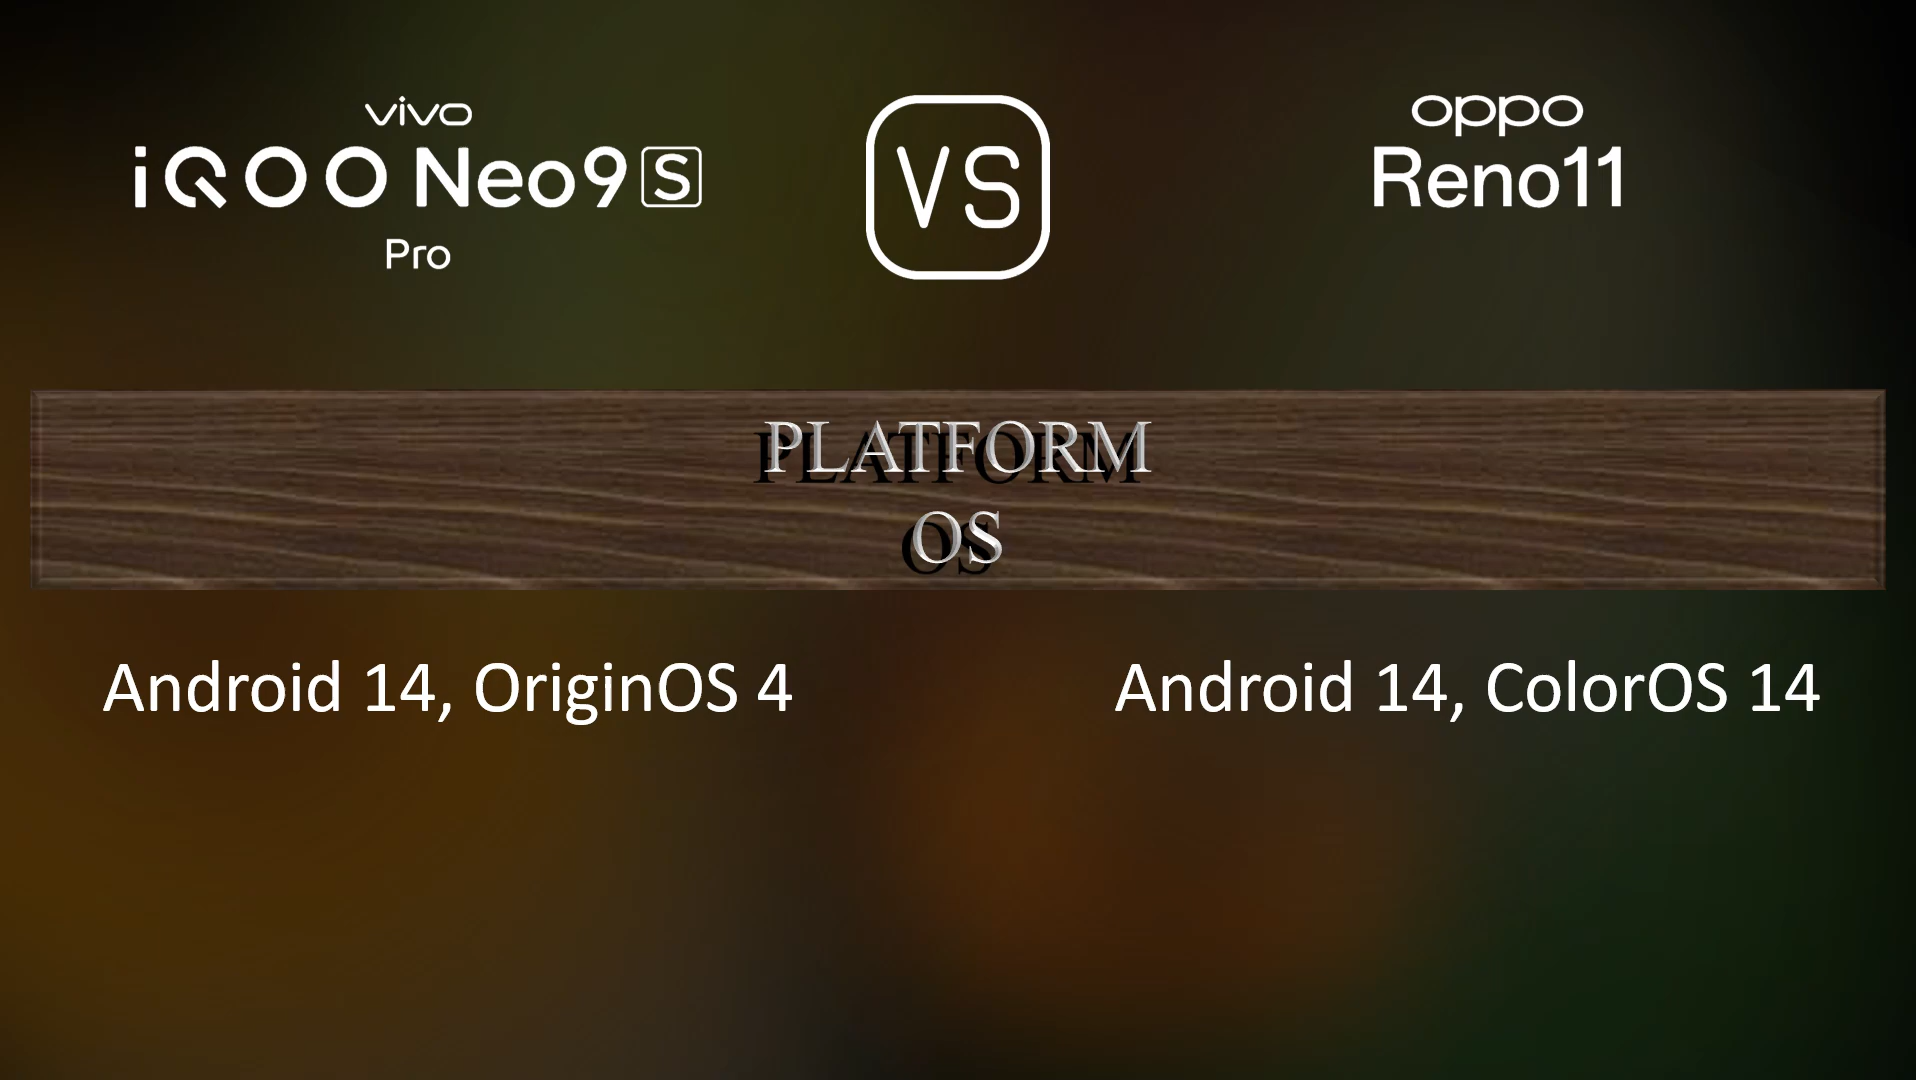 vivo
iQOO Neo9S
Pro
VS
oppo
Reno11
PLATFORM
OS
Android 14, OriginOS 4
Android 14, ColorOS 14